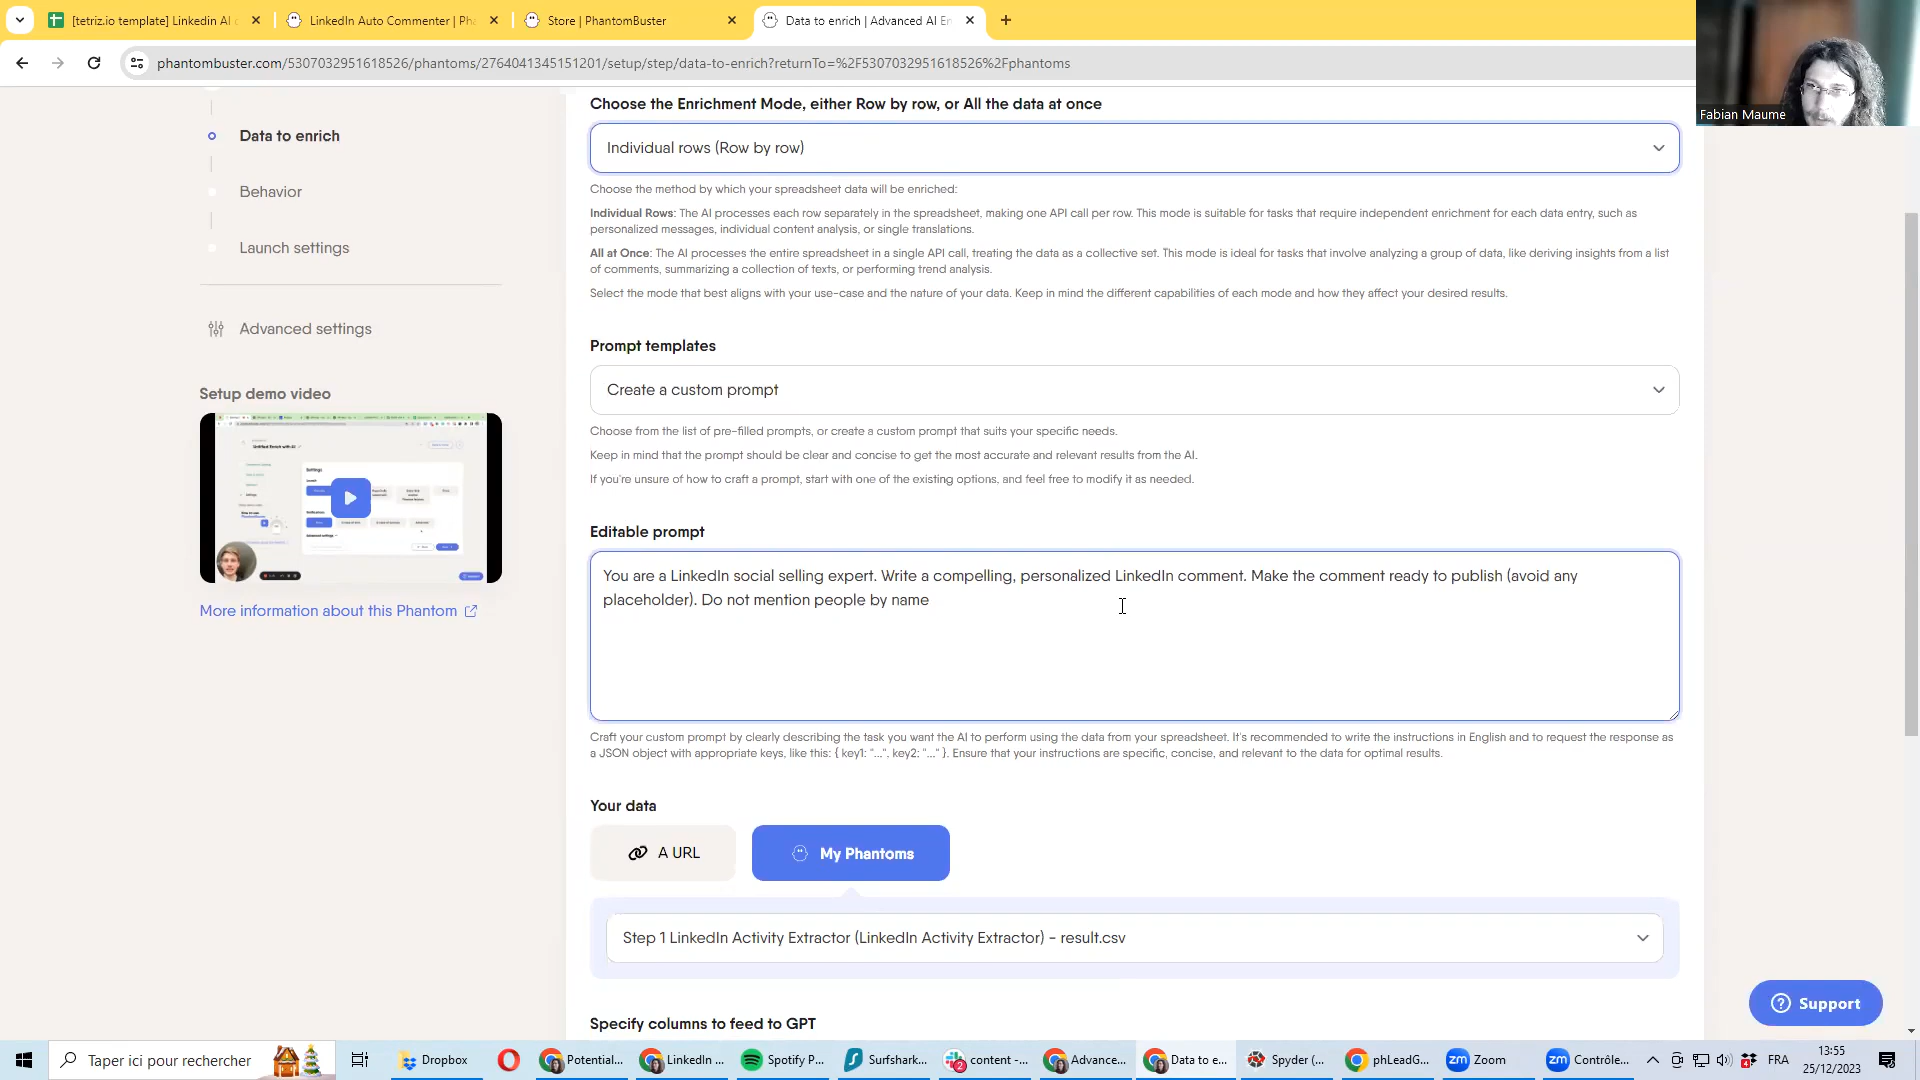 [tetriz.io template] Linkedin AI c
LinkedIn Auto Commenter | Pha
Store | PhantomBuster
Data to enrich | Advanced AI En
phantombuster.com/5307032951618526/phantoms/2764041345151201/setup/step/data-to-enrich?returnTo=%2F5307032951618526%2Fphantoms
Fabian Maume
Data to enrich
Behavior
Launch settings
Advanced settings
Setup demo video
More information about this Phantom
Choose the Enrichment Mode, either Row by row, or All the data at once
Individual rows (Row by row)
Choose the method by which your spreadsheet data will be enriched:
Individual Rows: The AI processes each row separately in the spreadsheet, making one API call per row. This mode is suitable for tasks that require independent enrichment for each data entry, such as
personalized messages, individual content analysis, or single translations.
All at Once: The AI processes the entire spreadsheet in a single API call, treating the data as a collective set. This mode is ideal for tasks that involve analyzing a group of data, like deriving insights from a list
of comments, summarizing a collection of texts, or performing trend analysis.
Select the mode that best aligns with your use-case and the nature of your data. Keep in mind the different capabilities of each mode and how they affect your desired results.
Prompt templates
Create a custom prompt
Choose from the list of pre-filled prompts, or create a custom prompt that suits your specific needs.
Keep in mind that the prompt should be clear and concise to get the most accurate and relevant results from the AI.
If you're unsure of how to craft a prompt, start with one of the existing options, and feel free to modify it as needed.
Editable prompt
You are a LinkedIn social selling expert. Write a compelling, personalized LinkedIn comment. Make the comment ready to publish (avoid any
placeholder). Do not mention people by name
Craft your custom prompt by clearly describing the task you want the AI to perform using the data from your spreadsheet. It's recommended to write the instructions in English and to request the response as
a JSON object with appropriate keys, like this: { key1: "...", key2: "..." }. Ensure that your instructions are specific, concise, and relevant to the data for optimal results.
Your data
A URL
My Phantoms
Step 1 LinkedIn Activity Extractor (LinkedIn Activity Extractor) - result.csv
Specify columns to feed to GPT
Support
Taper ici pour rechercher
Dropbox
Potential...
LinkedIn ...
Spotify P...
Surfshark...
content -...
Advance...
Data to e...
Spyder (...
phLeadG...
Zoom
Contrôle...
FRA
13:55
25/12/2023